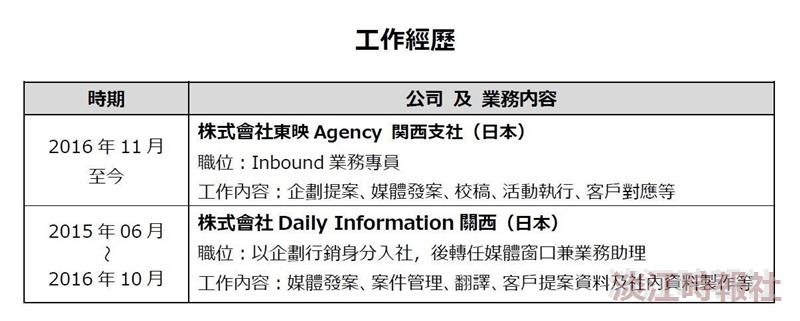 工作經歷
時期
公司 及 業務內容
2016 年 11 月
至今
株式會社東映 Agency 関西支社（日本）
職位：Inbound 業務專員
工作內容：企劃提案、媒體發案、校稿、活動執行、客戶對應等
2015 年 06 月
~
2016 年 10 月
株式會社 Daily Information 關西（日本）
職位：以企劃行銷身分入社，後轉任媒體窗口兼業務助理
工作內容：媒體發案、案件管理、翻譯、客戶提案資料及社內資料製作等
淡江時報社